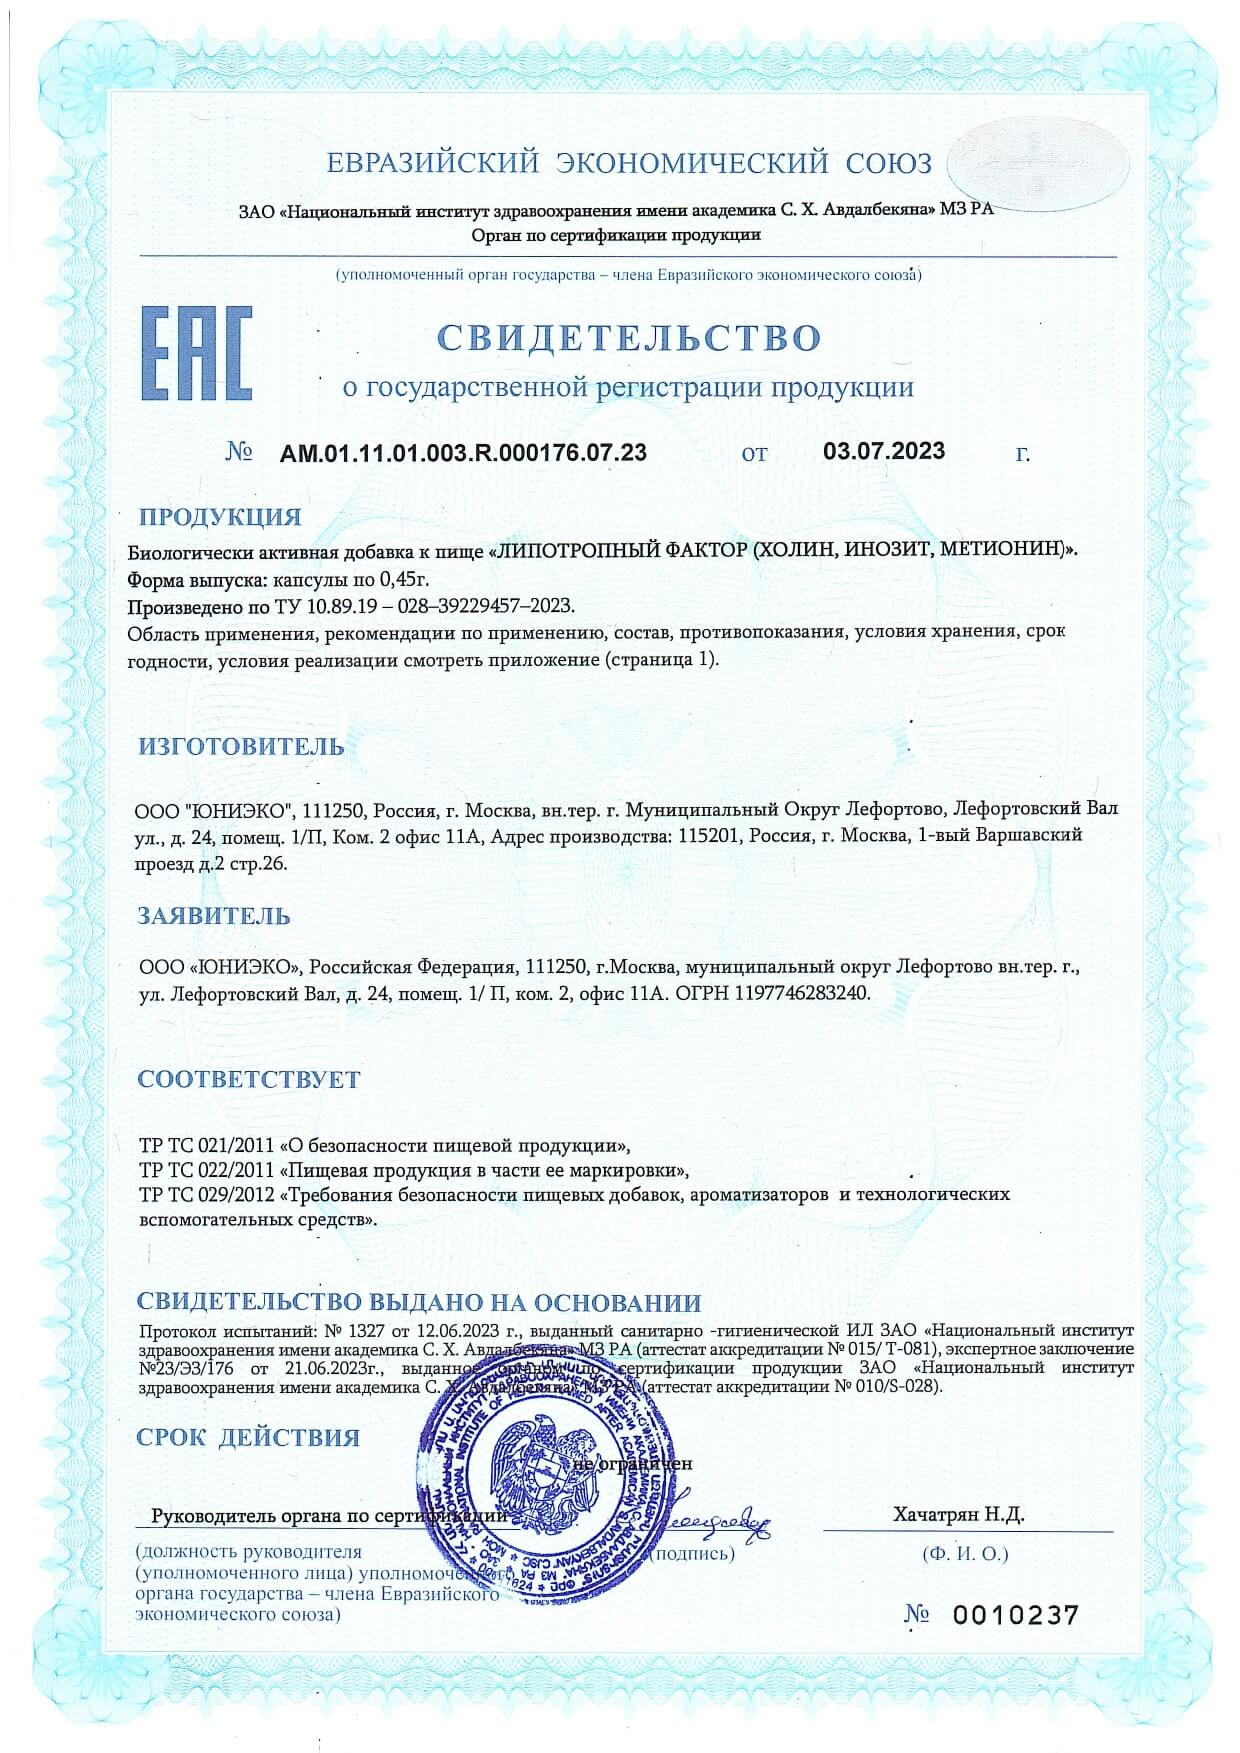 ЕВРАЗИЙСКИЙ ЭКОНОМИЧЕСКИЙ СОЮЗ
ЗАО «Национальный институт здравоохранения имени академика С. Х. Авдалбекяна» МЗ РА
Орган по сертификации продукции
(уполномоченный орган государства – члена Евразийского экономического союза)
ЕАС
СВИДЕТЕЛЬСТВО
о государственной регистрации продукции
№ AM.01.11.01.003.R.000176.07.23 от 03.07.2023 г.
ПРОДУКЦИЯ
Биологически активная добавка к пище «ЛИПОТРОПНЫЙ ФАКТОР (ХОЛИН, ИНОЗИТ, МЕТИОНИН)».
Форма выпуска: капсулы по 0,45г.
Произведено по ТУ 10.89.19 – 028–39229457–2023.
Область применения, рекомендации по применению, состав, противопоказания, условия хранения, срок
годности, условия реализации смотреть приложение (страница 1).
ИЗГОТОВИТЕЛЬ
ООО "ЮНИЭКО", 111250, Россия, г. Москва, вн.тер. г. Муниципальный Округ Лефортово, Лефортовский Вал
ул., д. 24, помещ. 1/П, Ком. 2 офис 11А, Адрес производства: 115201, Россия, г. Москва, 1-вый Варшавский
проезд д.2 стр.26.
ЗАЯВИТЕЛЬ
ООО «ЮНИЭКО», Российская Федерация, 111250, г.Москва, муниципальный округ Лефортово вн.тер. г.,
ул. Лефортовский Вал, д. 24, помещ. 1/ П, ком. 2, офис 11А. ОГРН 1197746283240.
СООТВЕТСТВУЕТ
ТР ТС 021/2011 «О безопасности пищевой продукции»,
ТР ТС 022/2011 «Пищевая продукция в части ее маркировки»,
ТР ТС 029/2012 «Требования безопасности пищевых добавок, ароматизаторов и технологических
вспомогательных средств».
СВИДЕТЕЛЬСТВО ВЫДАНО НА ОСНОВАНИИ
Протокол испытаний: № 1327 от 12.06.2023 г., выданный санитарно -гигиенической ИЛ ЗАО «Национальный институт
здравоохранения имени академика С. Х. Авдалбекяна» МЗ РА (аттестат аккредитации № 015/ Т-081), экспертное заключение
№23/ЭЗ/176 от 21.06.2023г., выданное органом по сертификации продукции ЗАО «Национальный институт
здравоохранения имени академика С. Х. Авдалбекяна» МЗ РА (аттестат аккредитации № 010/S-028).
СРОК ДЕЙСТВИЯ
не ограничен
Руководитель органа по сертификации
Хачатрян Н.Д.
(должность руководителя
(уполномоченного лица) уполномоченного
органа государства – члена Евразийского
экономического союза)
(подпись)
(Ф. И. О.)
№ 0010237